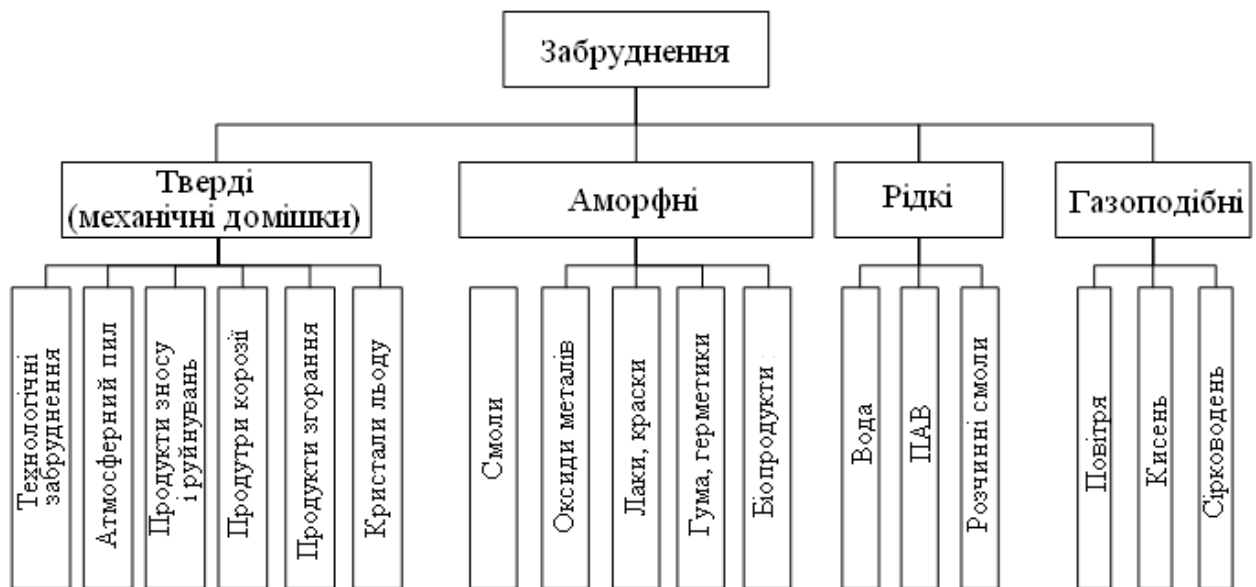 Забруднення
Тверді
(механічні домішки)
Аморфні
Рідкі
Газоподібні
Технологічні
забруднення
Атмосферний пил
Продукти зносу
і руйнувань
Продутри корозії
Продукти згорання
Кристали льоду
Смоли
Оксиди металів
Лаки, краски
Гума, герметики
Біопродукти
Вода
ПАВ
Розчинні смоли
Повітря
Кисень
Сірководень